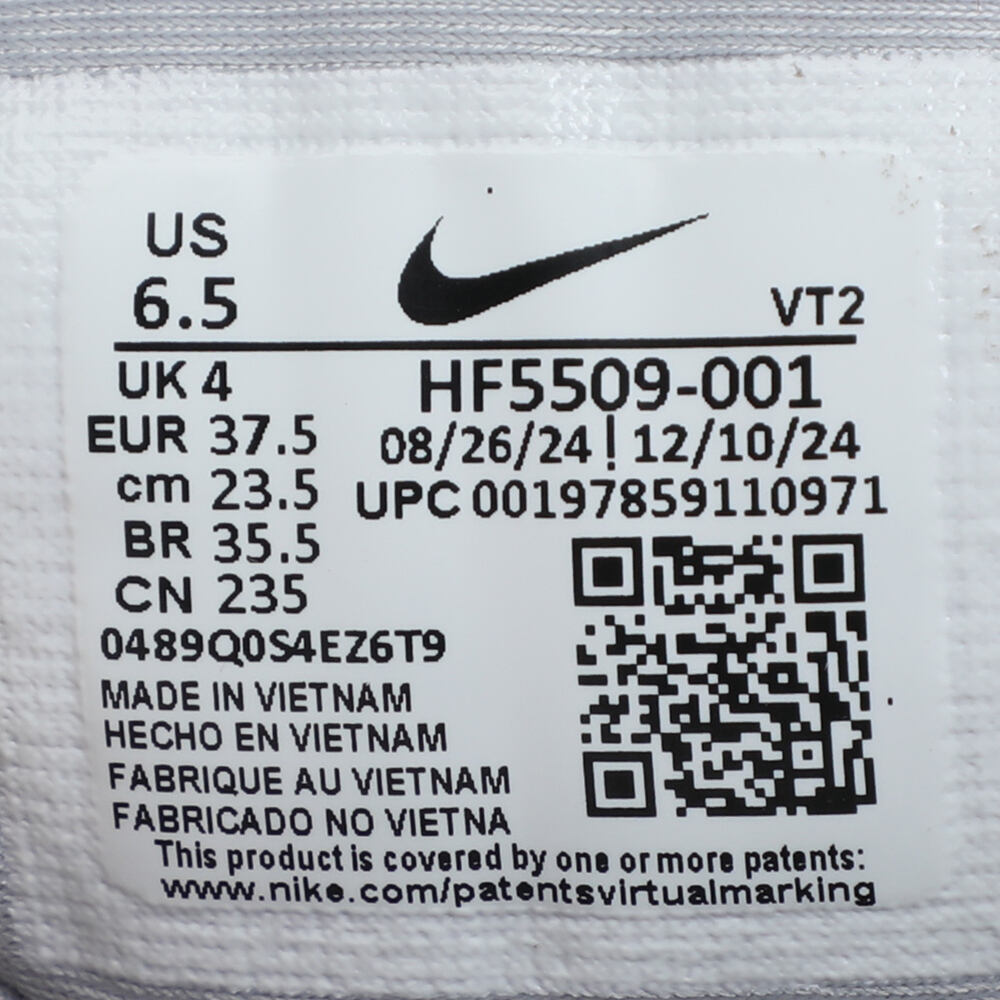 US
6.5
VT2
UK 4
HF5509-001
EUR 37.5
08/26/24 ! 12/10/24
cm 23.5
UPC 00197859110971
BR 35.5
CN 235
0489Q0S4EZ6T9
MADE IN VIETNAM
HECHO EN VIETNAM
FABRIQUE AU VIETNAM
FABRICADO NO VIETNA
This product is covered by one or more patents:
www.nike.com/patentsvirtualmarking